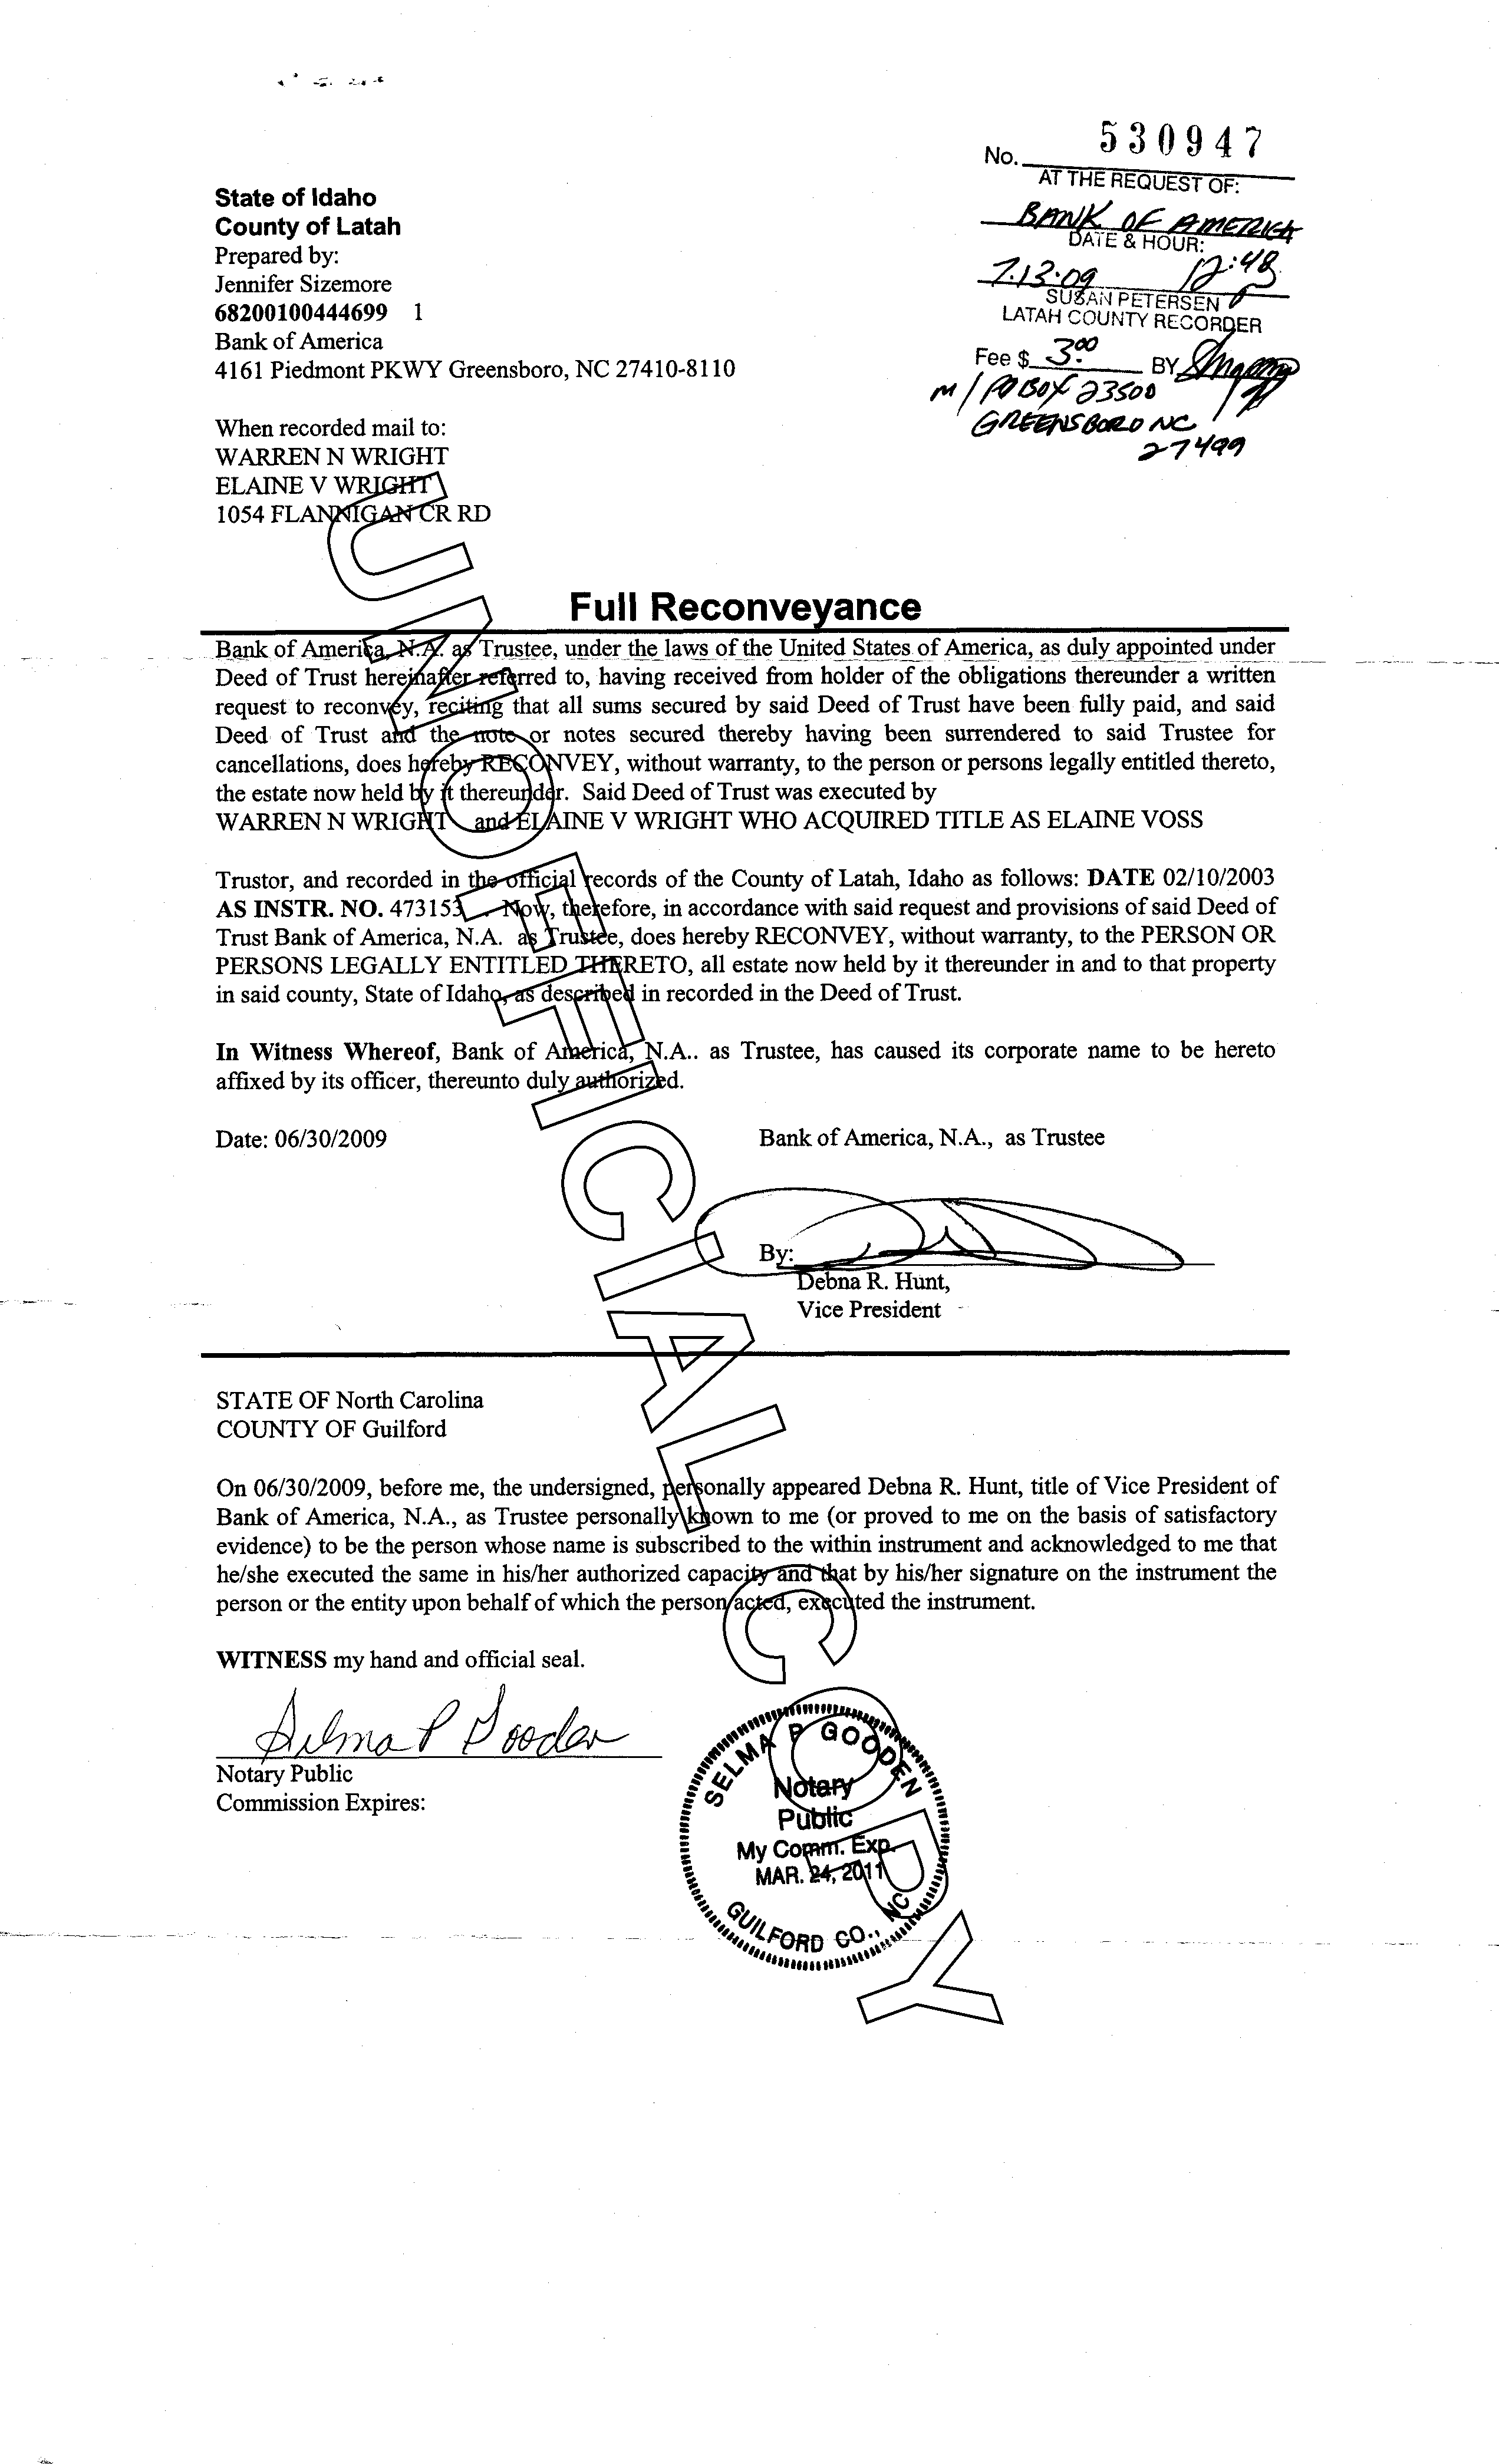 No. 530947
AT THE REQUEST OF:
BANK OF AMERICA
DATE & HOUR:
7.13.09 12:48
SUSAN PETERSEN
LATAH COUNTY RECORDER
Fee $ 3.00 BY
M/ PO BOX 23500
GREENSBORO NC
27499
State of Idaho
County of Latah
Prepared by:
Jennifer Sizemore
68200100444699 1
Bank of America
4161 Piedmont PKWY Greensboro, NC 27410-8110
When recorded mail to:
WARREN N WRIGHT
ELAINE V WRIGHT
1054 FLANNIGAN CR RD
Full Reconveyance
Bank of America, N.A. as Trustee, under the laws of the United States of America, as duly appointed under
Deed of Trust hereinafter referred to, having received from holder of the obligations thereunder a written
request to reconvey, reciting that all sums secured by said Deed of Trust have been fully paid, and said
Deed of Trust and the note or notes secured thereby having been surrendered to said Trustee for
cancellations, does hereby RECONVEY, without warranty, to the person or persons legally entitled thereto,
the estate now held by it thereunder. Said Deed of Trust was executed by
WARREN N WRIGHT and ELAINE V WRIGHT WHO ACQUIRED TITLE AS ELAINE VOSS
Trustor, and recorded in the official records of the County of Latah, Idaho as follows: DATE 02/10/2003
AS INSTR. NO. 473153 . Now, therefore, in accordance with said request and provisions of said Deed of
Trust Bank of America, N.A. as Trustee, does hereby RECONVEY, without warranty, to the PERSON OR
PERSONS LEGALLY ENTITLED THERETO, all estate now held by it thereunder in and to that property
in said county, State of Idaho, as described in recorded in the Deed of Trust.
In Witness Whereof, Bank of America, N.A.. as Trustee, has caused its corporate name to be hereto
affixed by its officer, thereunto duly authorized.
Date: 06/30/2009 Bank of America, N.A., as Trustee
By:
Debna R. Hunt,
Vice President
STATE OF North Carolina
COUNTY OF Guilford
On 06/30/2009, before me, the undersigned, personally appeared Debna R. Hunt, title of Vice President of
Bank of America, N.A., as Trustee personally known to me (or proved to me on the basis of satisfactory
evidence) to be the person whose name is subscribed to the within instrument and acknowledged to me that
he/she executed the same in his/her authorized capacity and that by his/her signature on the instrument the
person or the entity upon behalf of which the person acted, executed the instrument.
WITNESS my hand and official seal.
Selma P Gooden
Notary Public
Commission Expires:
SELMA P GOODEN
Notary
Public
My Comm. Exp.
MAR. 24, 2011
GUILFORD CO., NC
UNOFFICIAL COPY